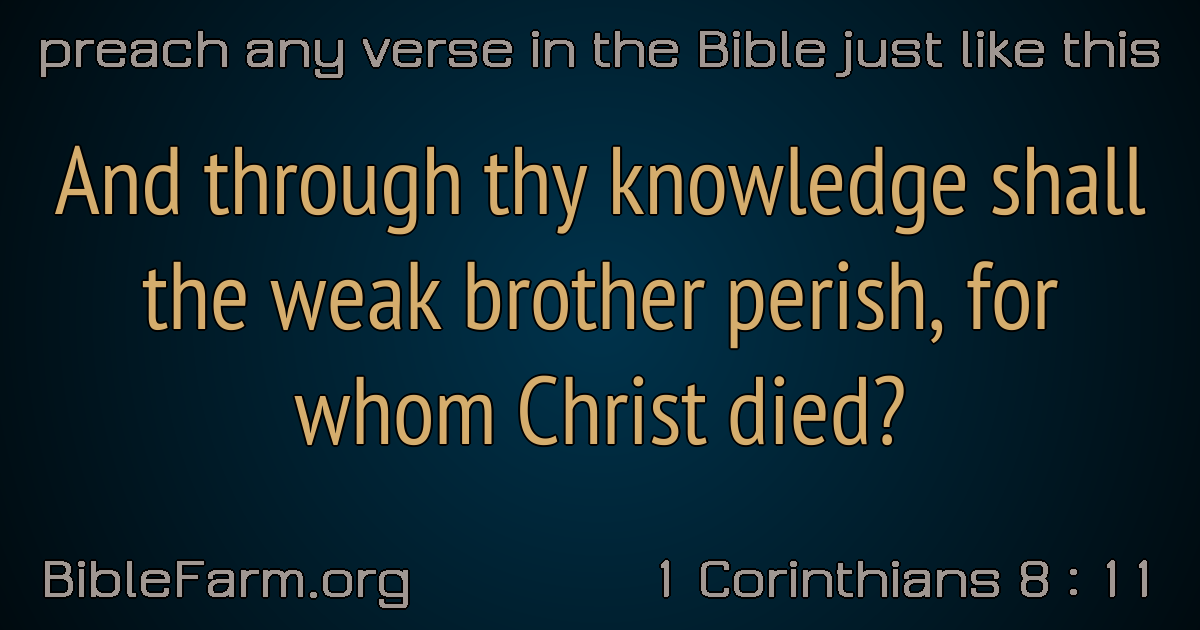 preach any verse in the Bible just like this
And through thy knowledge shall
the weak brother perish, for
whom Christ died?
BibleFarm.org
1 Corinthians 8 : 11